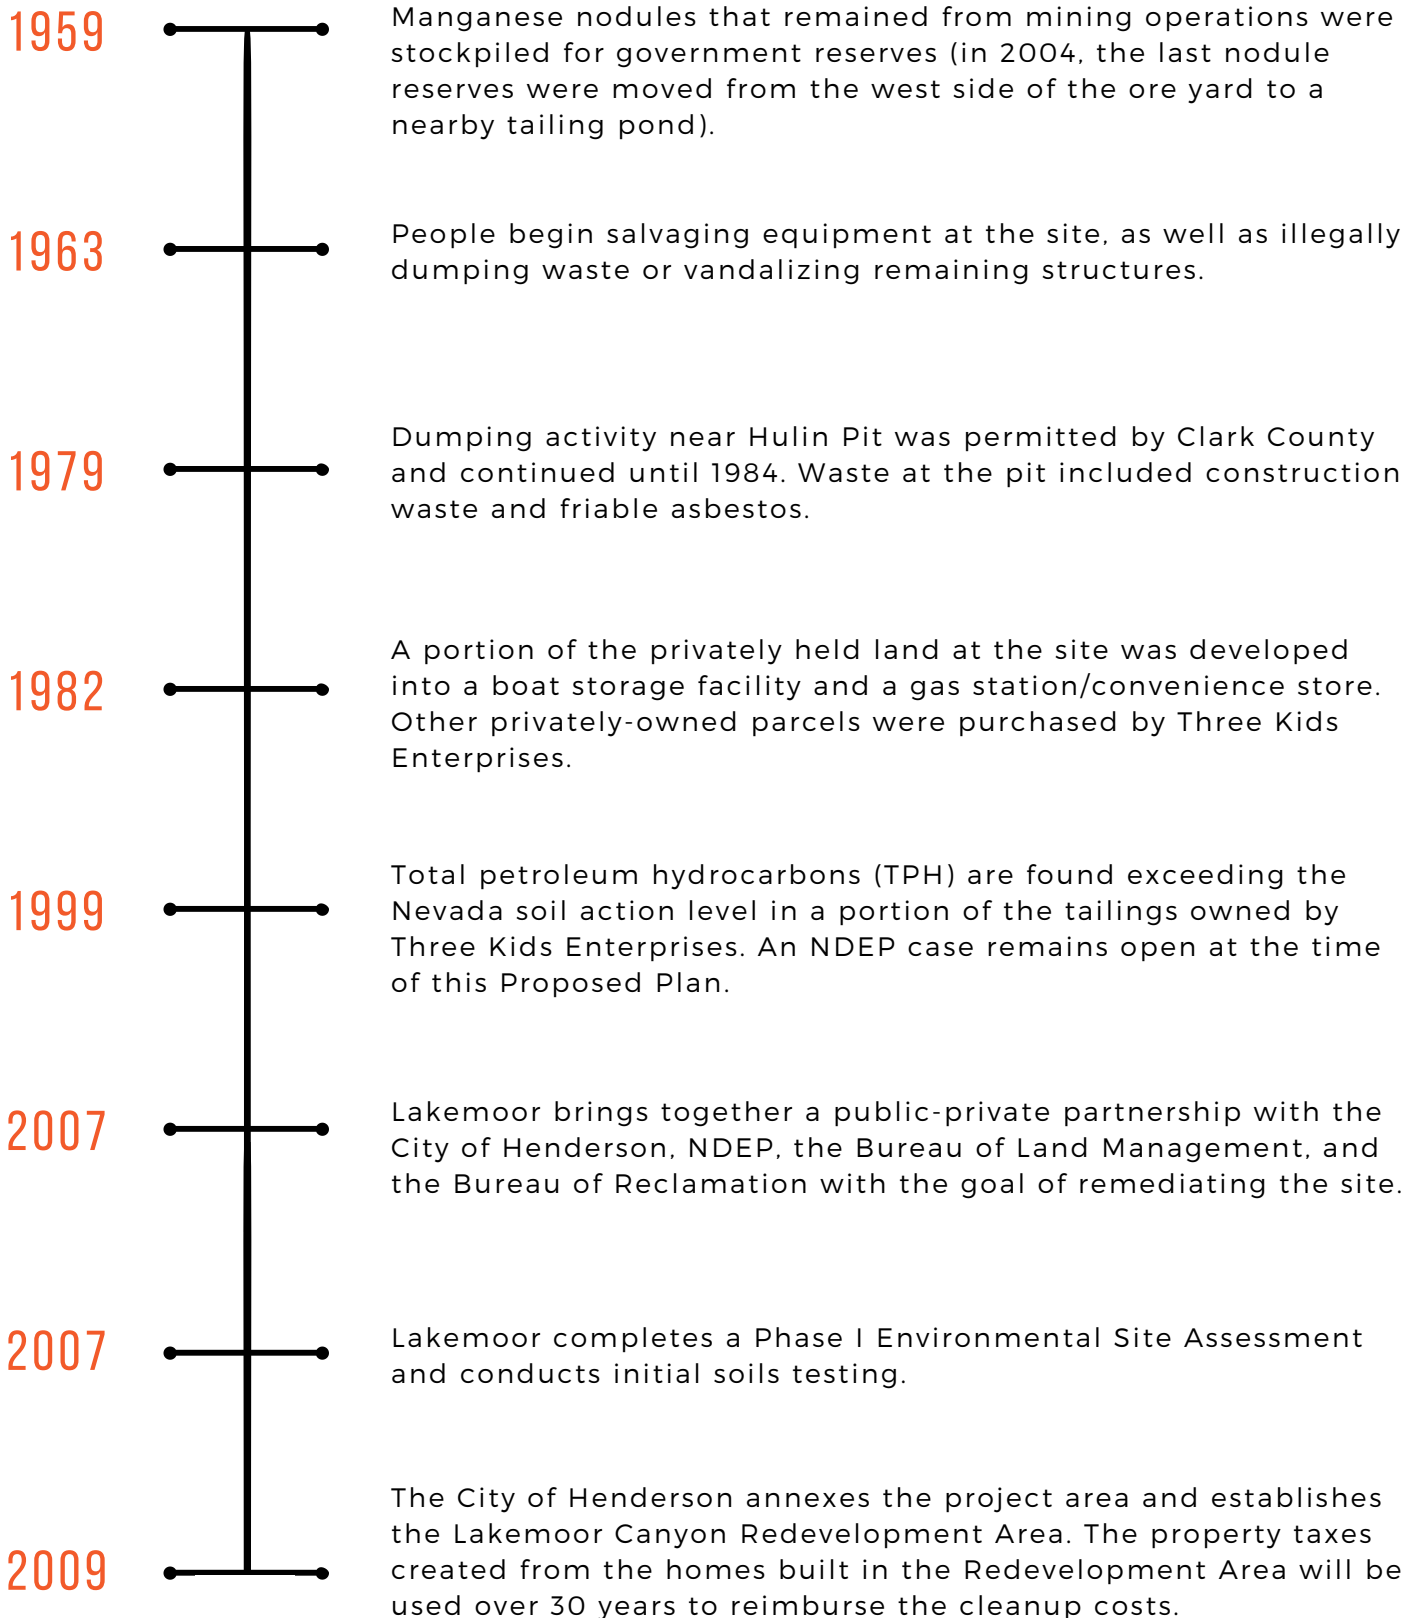 1959
Manganese nodules that remained from mining operations were
stockpiled for government reserves (in 2004, the last nodule
reserves were moved from the west side of the ore yard to a
nearby tailing pond).
1963
People begin salvaging equipment at the site, as well as illegally
dumping waste or vandalizing remaining structures.
1979
Dumping activity near Hulin Pit was permitted by Clark County
and continued until 1984. Waste at the pit included construction
waste and friable asbestos.
1982
A portion of the privately held land at the site was developed
into a boat storage facility and a gas station/convenience store.
Other privately-owned parcels were purchased by Three Kids
Enterprises.
1999
Total petroleum hydrocarbons (TPH) are found exceeding the
Nevada soil action level in a portion of the tailings owned by
Three Kids Enterprises. An NDEP case remains open at the time
of this Proposed Plan.
2007
Lakemoor brings together a public-private partnership with the
City of Henderson, NDEP, the Bureau of Land Management, and
the Bureau of Reclamation with the goal of remediating the site.
2007
Lakemoor completes a Phase I Environmental Site Assessment
and conducts initial soils testing.
2009
The City of Henderson annexes the project area and establishes
the Lakemoor Canyon Redevelopment Area. The property taxes
created from the homes built in the Redevelopment Area will be
used over 30 years to reimburse the cleanup costs.